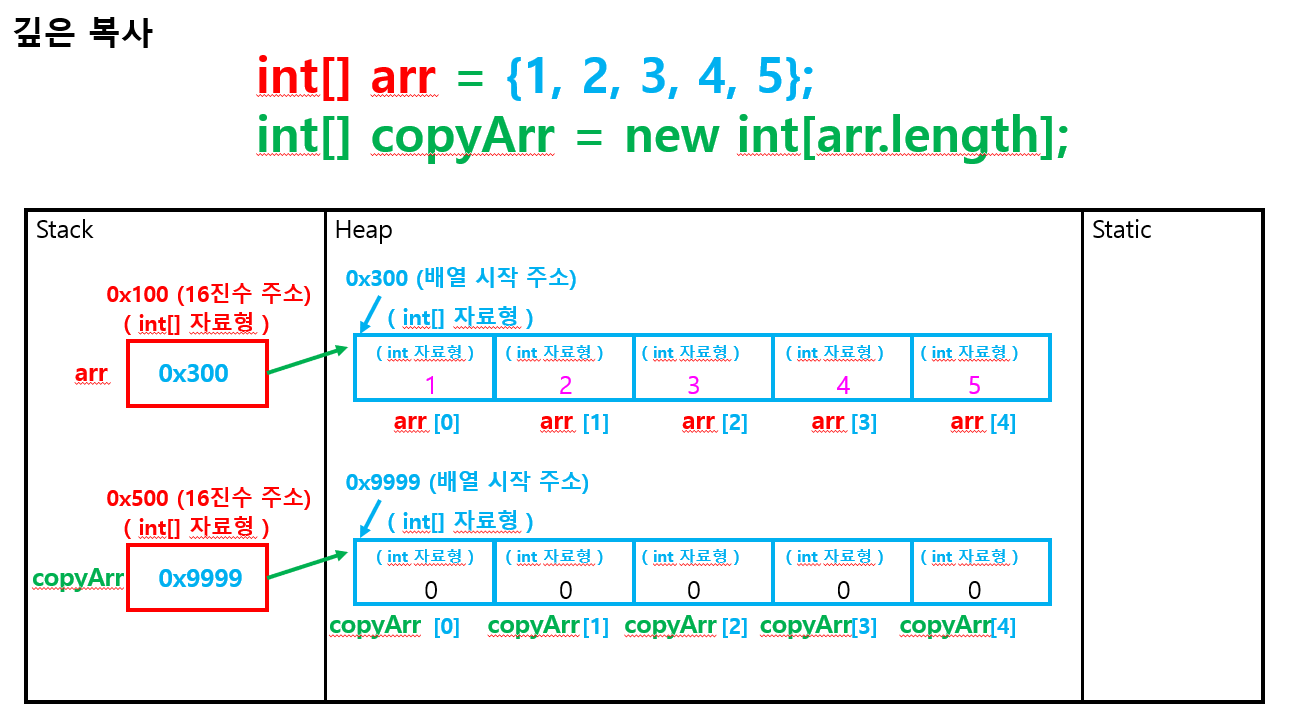 깊은 복사
int[] arr = {1, 2, 3, 4, 5};
int[] copyArr = new int[arr.length];
Stack
Heap
Static
0x100 (16진수 주소)
( int[] 자료형 )
arr
0x300
0x300 (배열 시작 주소)
( int[] 자료형 )
( int 자료형 ) ( int 자료형 ) ( int 자료형 ) ( int 자료형 ) ( int 자료형 )
1 2 3 4 5
arr [0] arr [1] arr [2] arr [3] arr [4]
0x500 (16진수 주소)
( int[] 자료형 )
copyArr
0x9999
0x9999 (배열 시작 주소)
( int[] 자료형 )
( int 자료형 ) ( int 자료형 ) ( int 자료형 ) ( int 자료형 ) ( int 자료형 )
0 0 0 0 0
copyArr [0] copyArr [1] copyArr [2] copyArr[3] copyArr[4]